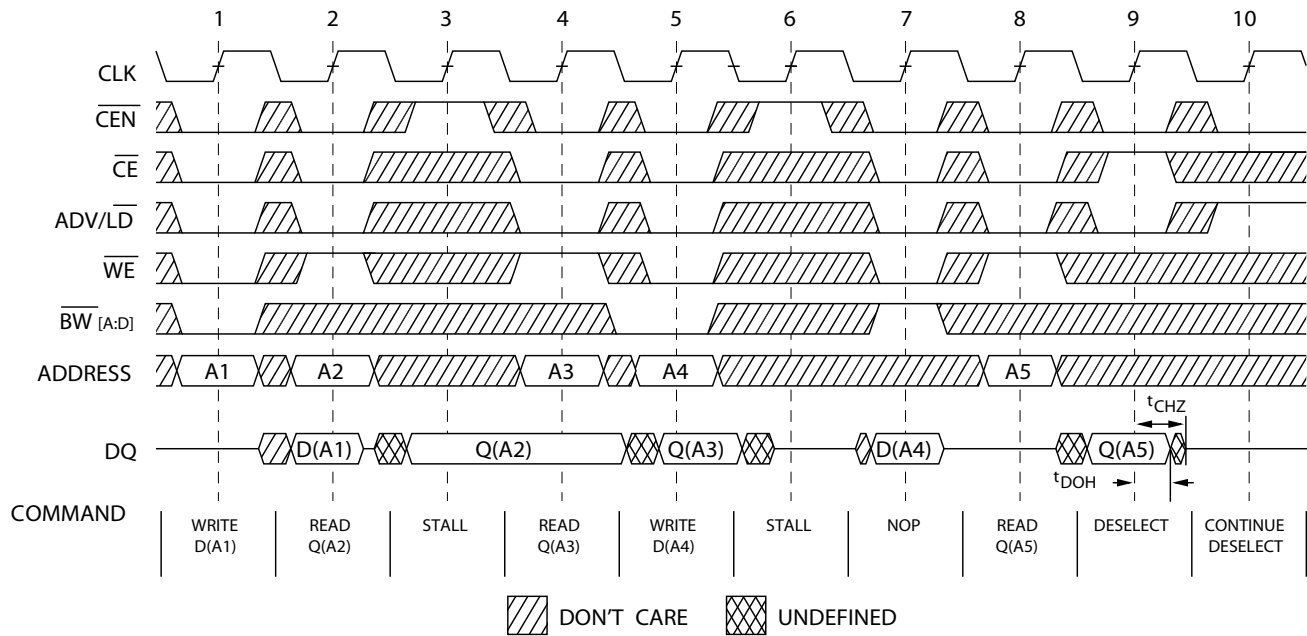 1 2 3 4 5 6 7 8 9 10
CLK
CEN
CE
ADV/LD
WE
BW [A:D]
ADDRESS A1 A2 A3 A4 A5
tCHZ
DQ D(A1) Q(A2) Q(A3) D(A4) Q(A5)
tDOH
COMMAND
WRITE READ STALL READ WRITE STALL NOP READ DESELECT CONTINUE
D(A1) Q(A2) Q(A3) D(A4) Q(A5) DESELECT
DON'T CARE UNDEFINED